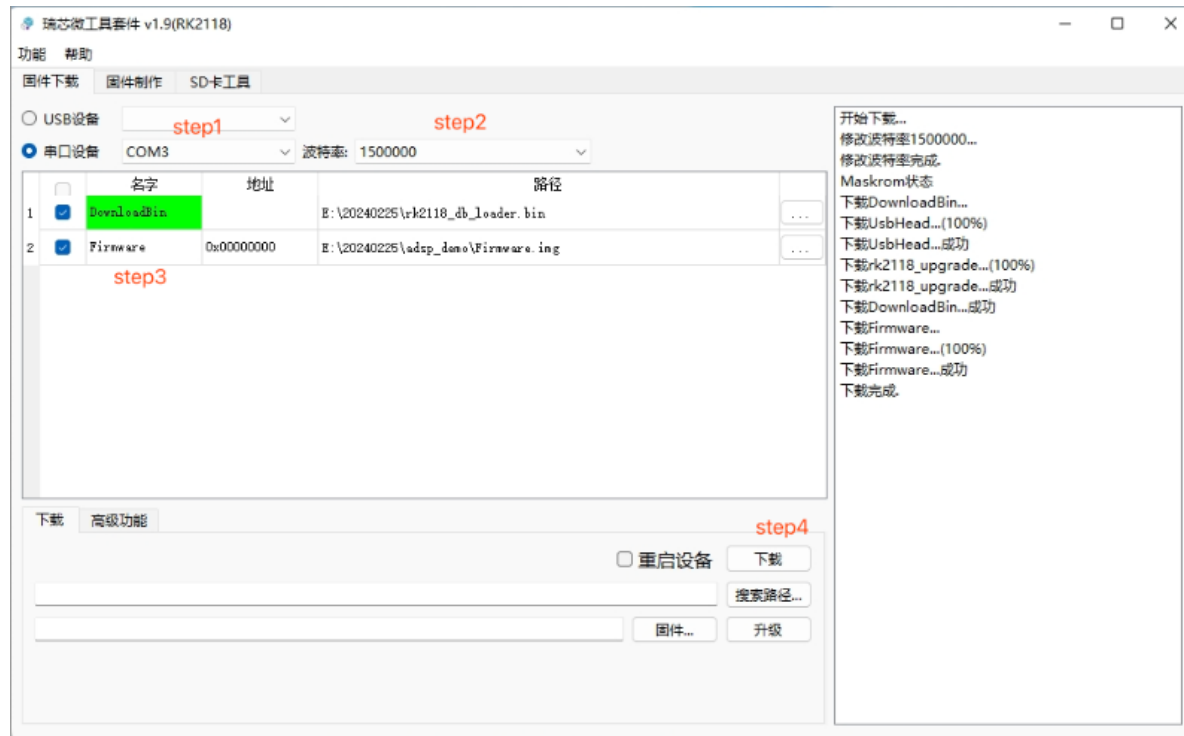 瑞芯微工具套件 v1.9(RK2118)
功能 帮助
固件下载 固件制作 SD卡工具
USB设备
step1 step2
串口设备 COM3 波特率: 1500000
名字 地址 路径
1 DownloadBin E:\20240225\rk2118_db_loader.bin ...
2 Firmware 0x00000000 E:\20240225\adsp_demo\Firmware.img ...
step3
下载 高级功能
step4
重启设备 下载
搜索路径...
固件... 升级
开始下载...
修改波特率1500000...
修改波特率完成.
Maskrom状态
下载DownloadBin...
下载UsbHead...(100%)
下载UsbHead...成功
下载rk2118_upgrade...(100%)
下载rk2118_upgrade...成功
下载DownloadBin...成功
下载Firmware...
下载Firmware...(100%)
下载Firmware...成功
下载完成.